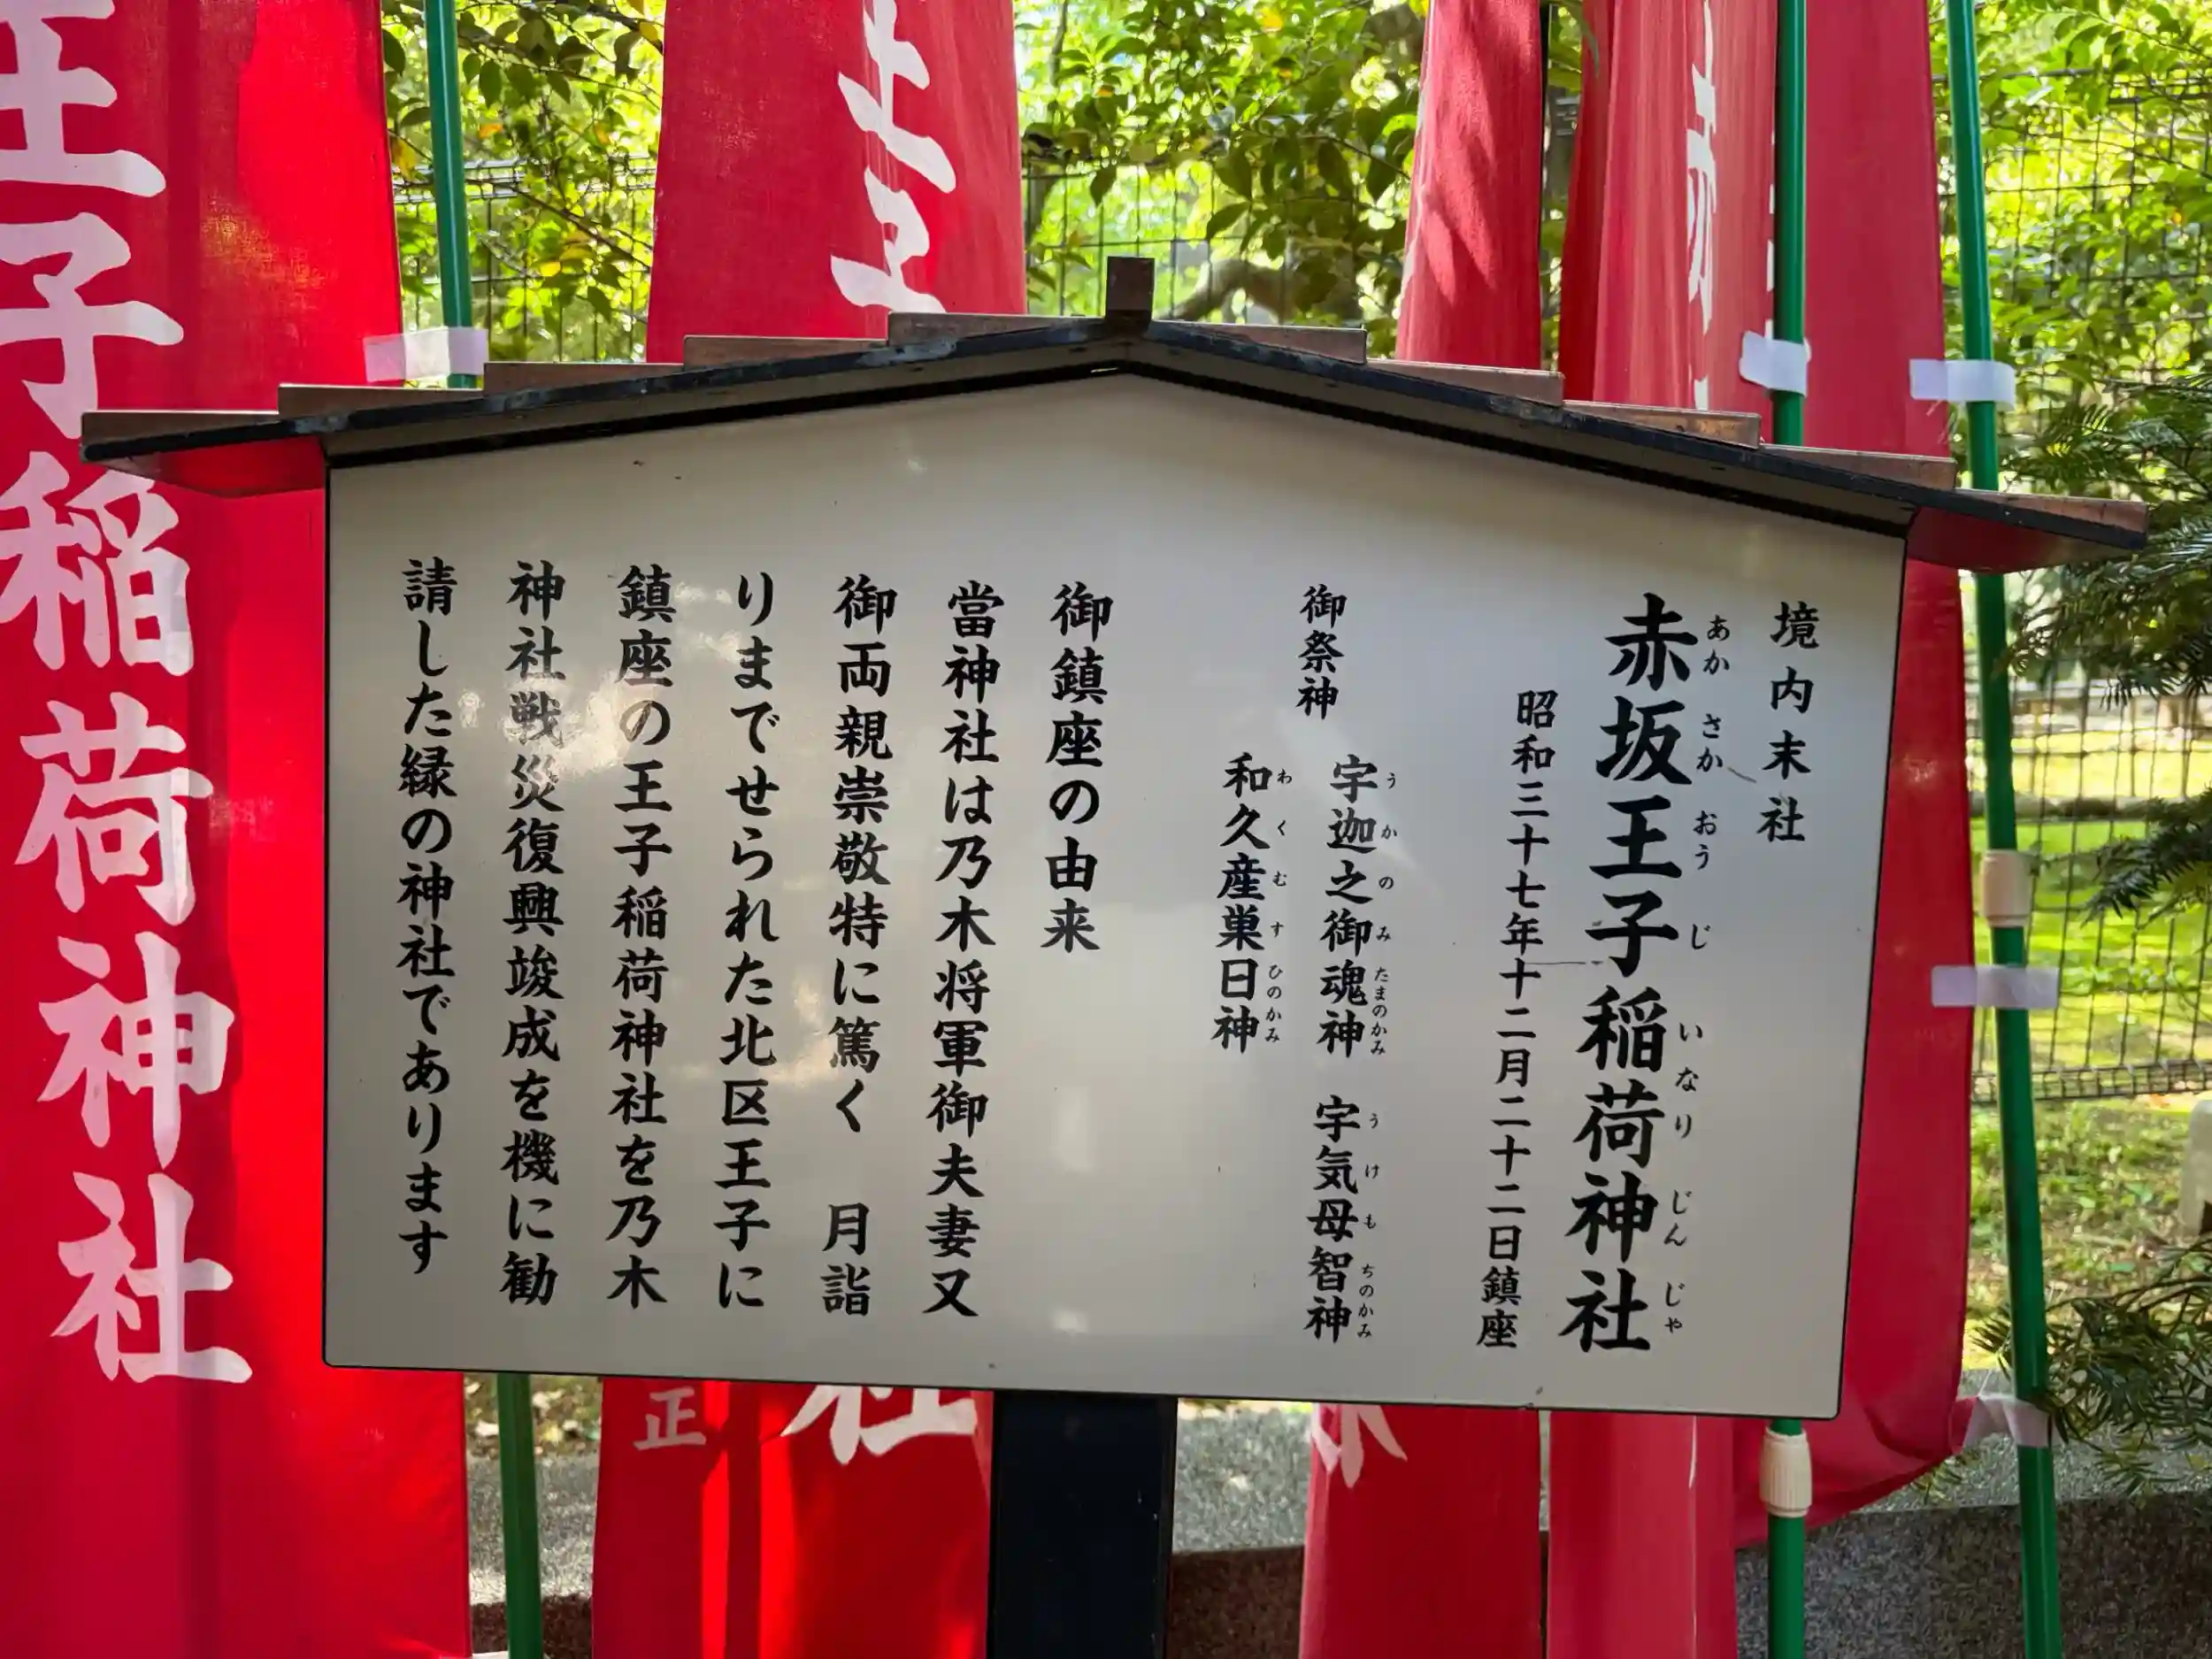 境内末社
赤坂王子稲荷神社
あかさかおうじいなりじんじゃ
昭和三十七年十二月二十二日鎮座
御祭神
宇迦之御魂神 宇気母智神
うかのみたまのかみ うけもちのかみ
和久産巣日神
わくむすひのかみ
御鎮座の由来
當神社は乃木将軍御夫妻又
御両親崇敬特に篤く 月詣
りまでせられた北区王子に
鎮座の王子稲荷神社を乃木
神社戦災復興竣成を機に勧
請した縁の神社であります
王子稲荷神社
社
正